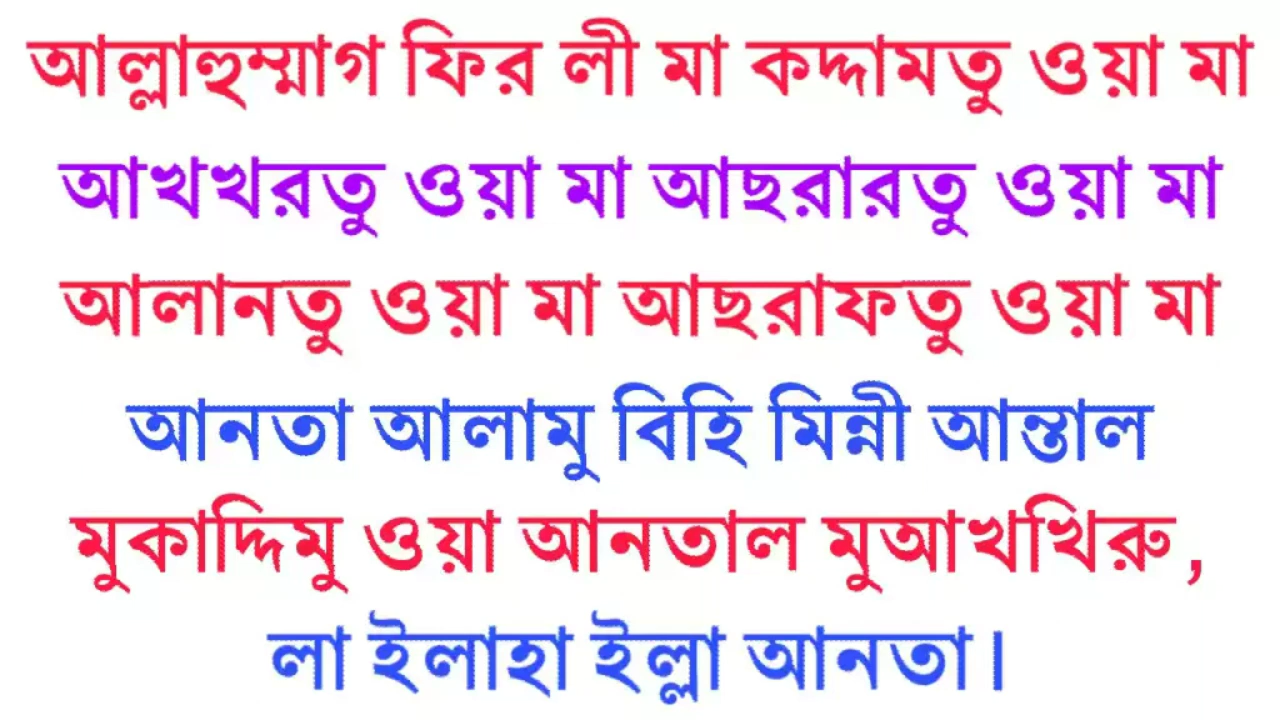 আল্লাহুম্মাগ ফির লী মা কদ্দামতু ওয়া মা
আখখরতু ওয়া মা আছরারতু ওয়া মা
আলানতু ওয়া মা আছরাফতু ওয়া মা
আনতা আলামু বিহি মিন্নী আন্তাল
মুকাদ্দিমু ওয়া আনতাল মুআখখিরু,
লা ইলাহা ইল্লা আনতা।